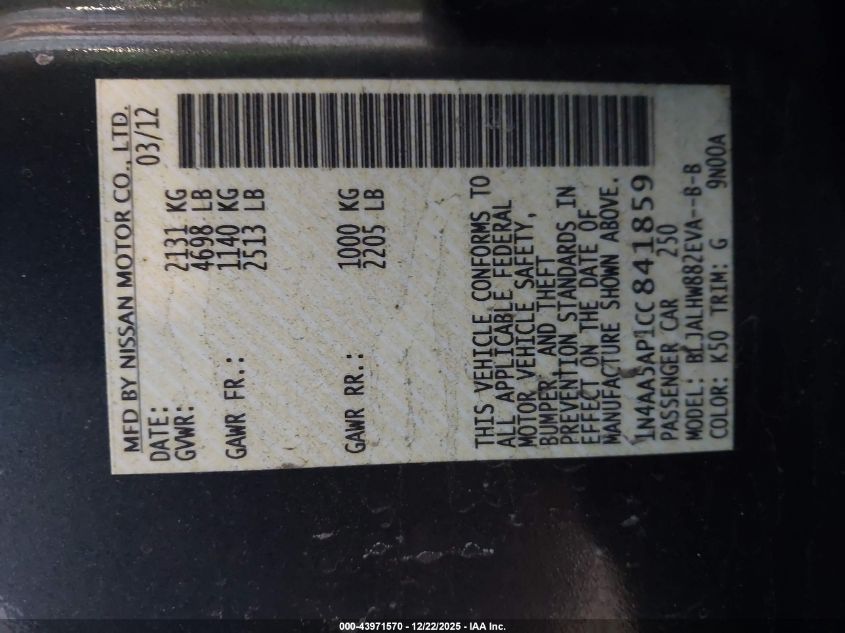 MFD BY NISSAN MOTOR CO., LTD.
DATE: 03/12
GVWR: 2131 KG
4698 LB
GAWR FR.: 1140 KG
2513 LB
GAWR RR.: 1000 KG
2205 LB
THIS VEHICLE CONFORMS TO
ALL APPLICABLE FEDERAL
MOTOR VEHICLE SAFETY,
BUMPER, AND THEFT
PREVENTION STANDARDS IN
EFFECT ON THE DATE OF
MANUFACTURE SHOWN ABOVE.
1N4AA5AP1CC841859
PASSENGER CAR 250
MODEL: BLJALHW882EVA--B-B
COLOR: K50 TRIM: G 9N00A
000-43971570 - 12/22/2025 - IAA Inc.